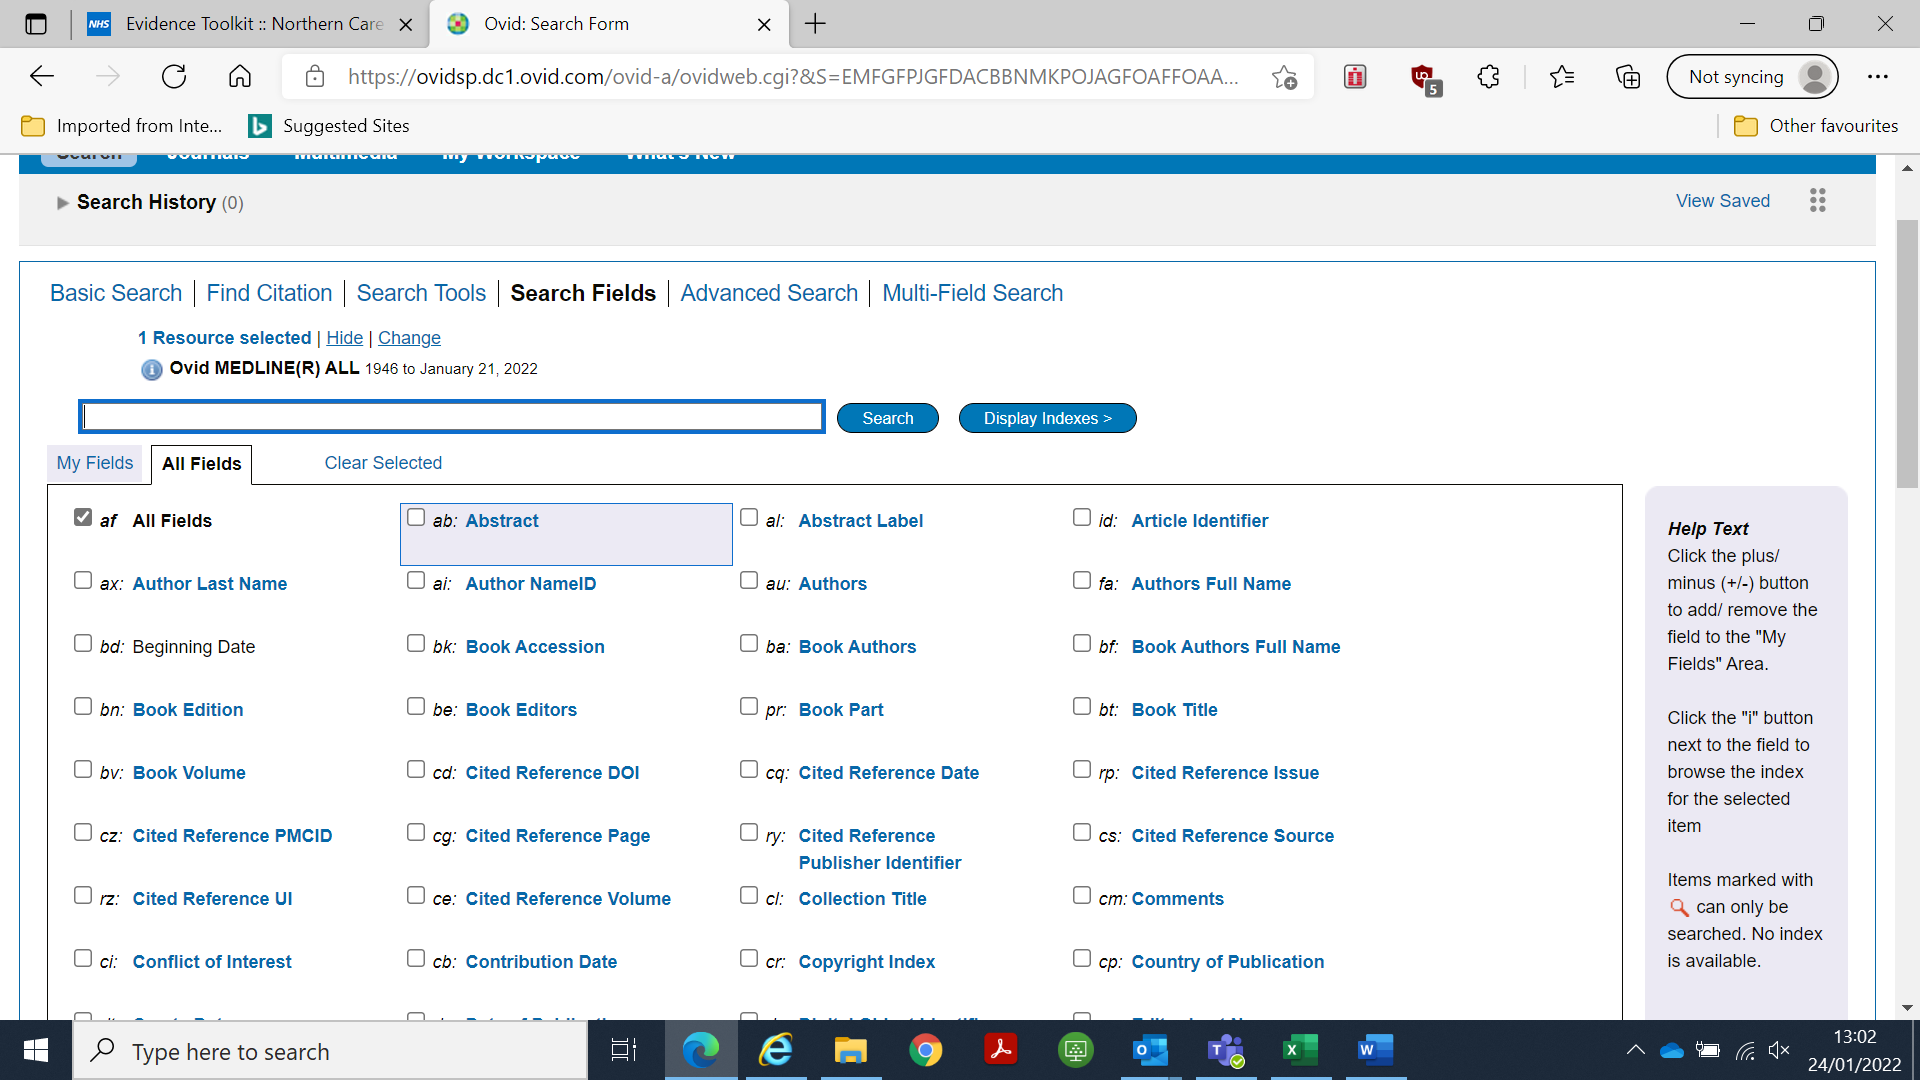 NHS Evidence Toolkit :: Northern Care
Ovid: Search Form
https://ovidsp.dc1.ovid.com/ovid-a/ovidweb.cgi?&S=EMFGFPJGFDACBBNMKPOJAGFOAFFOAA...
5
Not syncing
Imported from Inte...
Suggested Sites
Other favourites
Search Journals Multimedia My Workspace What's New
Search History (0)
View Saved
Basic Search Find Citation Search Tools Search Fields Advanced Search Multi-Field Search
1 Resource selected | Hide | Change
Ovid MEDLINE(R) ALL 1946 to January 21, 2022
Search
Display Indexes >
My Fields All Fields Clear Selected
af All Fields ab: Abstract al: Abstract Label id: Article Identifier
ax: Author Last Name ai: Author NameID au: Authors fa: Authors Full Name
bd: Beginning Date bk: Book Accession ba: Book Authors bf: Book Authors Full Name
bn: Book Edition be: Book Editors pr: Book Part bt: Book Title
bv: Book Volume cd: Cited Reference DOI cq: Cited Reference Date rp: Cited Reference Issue
cz: Cited Reference PMCID cg: Cited Reference Page ry: Cited Reference
Publisher Identifier cs: Cited Reference Source
rz: Cited Reference UI ce: Cited Reference Volume cl: Collection Title cm: Comments
ci: Conflict of Interest cb: Contribution Date cr: Copyright Index cp: Country of Publication
Help Text
Click the plus/
minus (+/-) button
to add/ remove the
field to the "My
Fields" Area.
Click the "i" button
next to the field to
browse the index
for the selected
item
Items marked with
can only be
searched. No index
is available.
Type here to search
13:02
24/01/2022